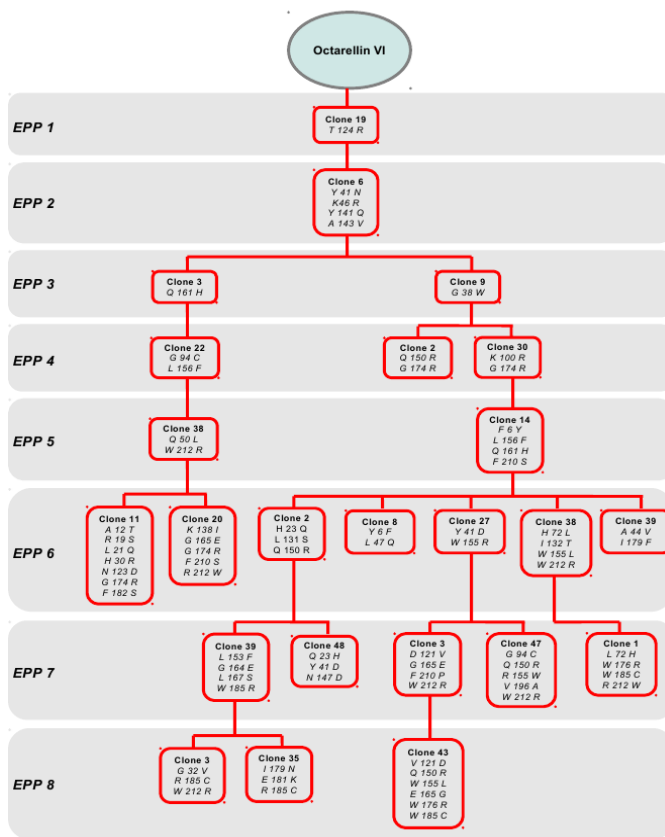 Octarellin VI
EPP 1
Clone 19
T 124 R
EPP 2
Clone 6
Y 41 N
K46 R
Y 141 Q
A 143 V
EPP 3
Clone 3
Q 161 H
Clone 9
G 38 W
EPP 4
Clone 22
G 94 C
L 156 F
Clone 2
Q 150 R
G 174 R
Clone 30
K 100 R
G 174 R
EPP 5
Clone 38
Q 50 L
W 212 R
Clone 14
F 6 Y
L 156 F
Q 161 H
F 210 S
EPP 6
Clone 11
A 12 T
R 19 S
L 21 Q
H 30 R
N 123 D
G 174 R
F 182 S
Clone 20
K 138 I
G 165 E
G 174 R
F 210 S
R 212 W
Clone 2
H 23 Q
L 131 S
Q 150 R
Clone 8
Y 6 F
L 47 Q
Clone 27
Y 41 D
W 155 R
Clone 38
H 72 L
I 132 T
W 155 L
W 212 R
Clone 39
A 44 V
I 179 F
EPP 7
Clone 39
L 153 F
G 164 E
L 167 S
W 185 R
Clone 48
Q 23 H
Y 41 D
N 147 D
Clone 3
D 121 V
G 165 E
F 210 P
W 212 R
Clone 47
G 94 C
Q 150 R
R 155 W
V 196 A
W 212 R
Clone 1
L 72 H
W 176 R
W 185 C
R 212 W
EPP 8
Clone 3
G 32 V
R 185 C
W 212 R
Clone 35
I 179 N
E 181 K
R 185 C
Clone 43
V 121 D
Q 150 R
W 155 L
E 165 G
W 176 R
W 185 C